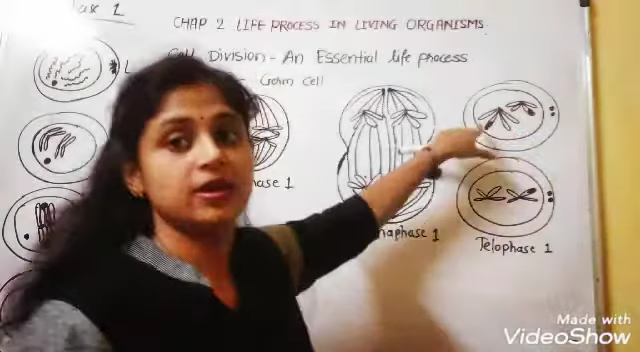 CHAP 2 LIFE PROCESS IN LIVING ORGANISMS.
Division - An Essential life process
Germ Cell
hase 1
naphase 1
Telophase 1
Made with
VideoShow